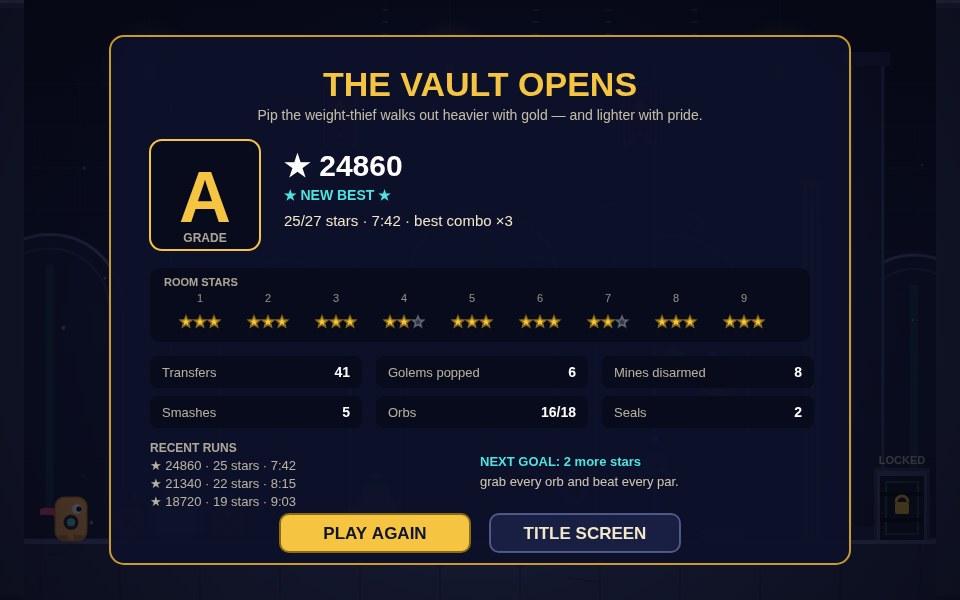 THE VAULT OPENS
Pip the weight-thief walks out heavier with gold — and lighter with pride.
A
GRADE
★ 24860
★ NEW BEST ★
25/27 stars · 7:42 · best combo ×3
ROOM STARS
1 2 3 4 5 6 7 8 9
Transfers 41
Golems popped 6
Mines disarmed 8
Smashes 5
Orbs 16/18
Seals 2
RECENT RUNS
★ 24860 · 25 stars · 7:42
★ 21340 · 22 stars · 8:15
★ 18720 · 19 stars · 9:03
NEXT GOAL: 2 more stars
grab every orb and beat every par.
LOCKED
PLAY AGAIN
TITLE SCREEN